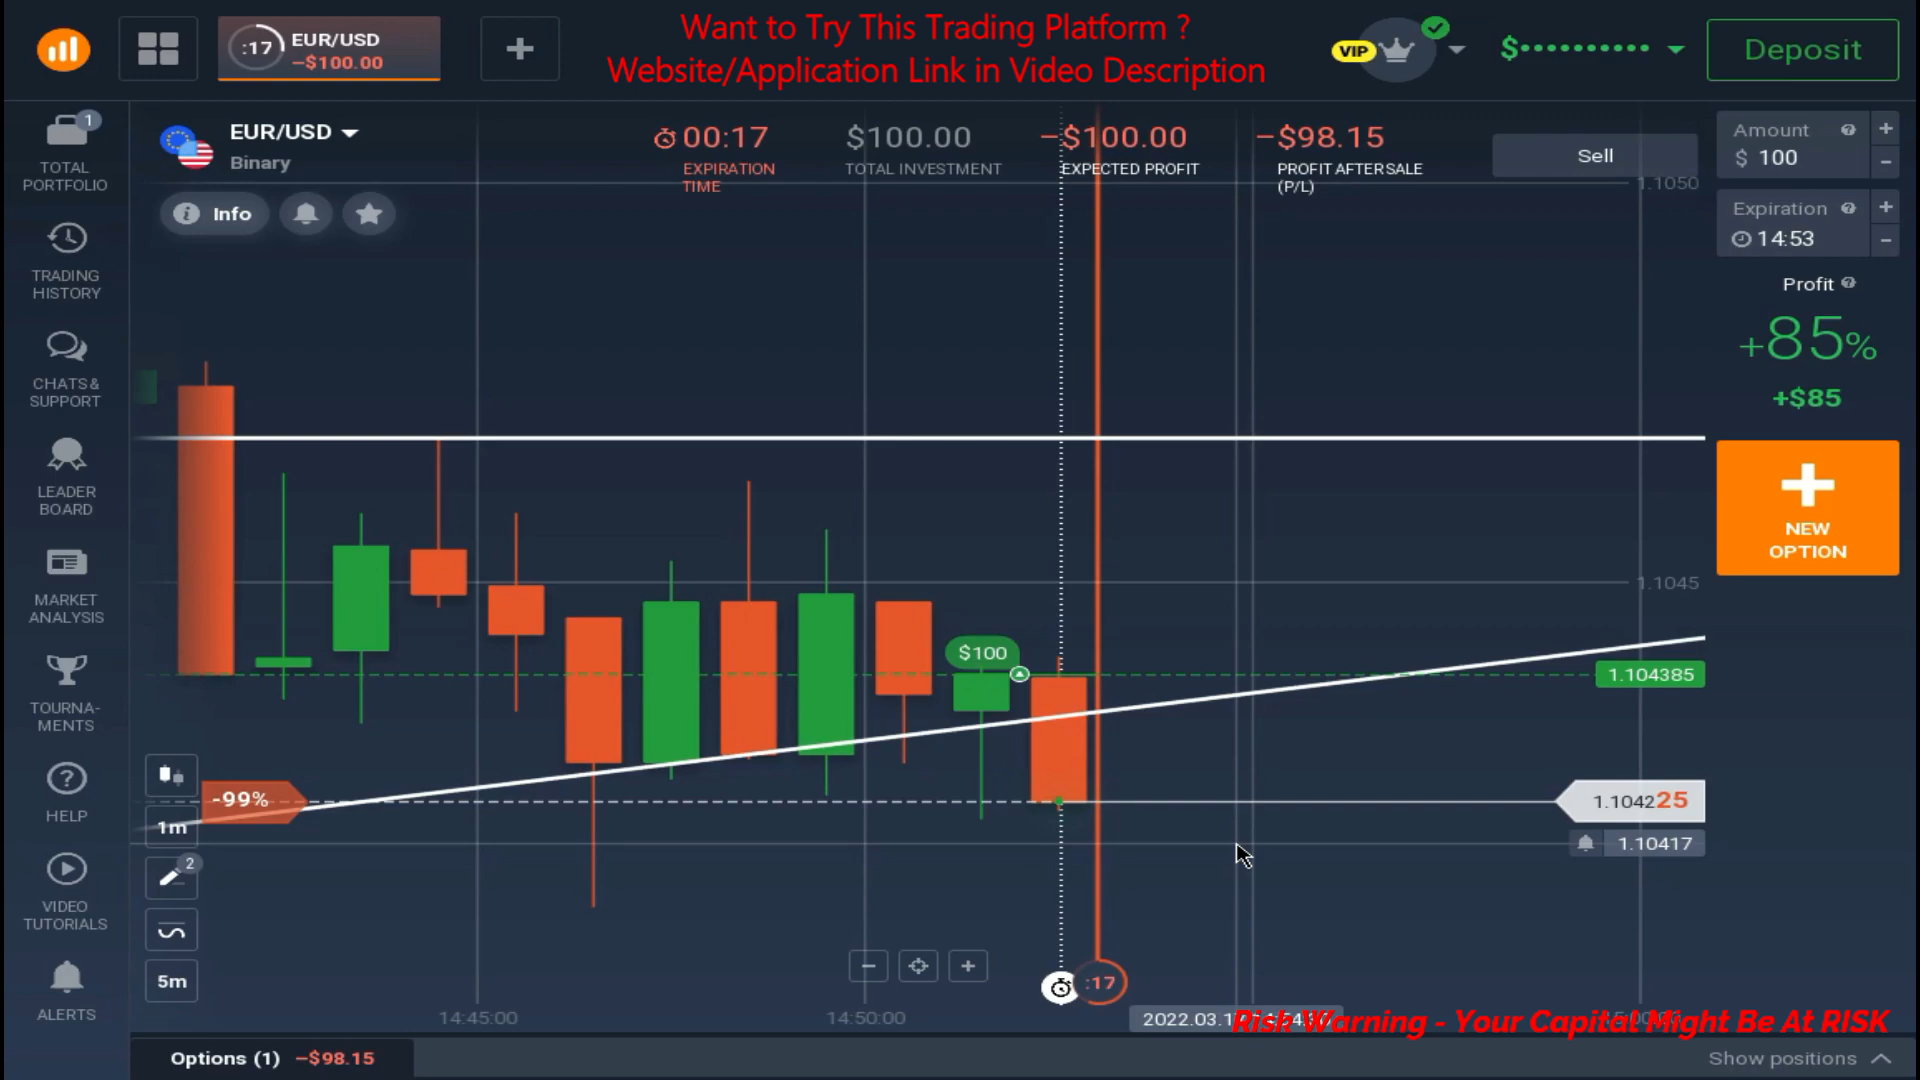 :17
EUR/USD
−$100.00
Want to Try This Trading Platform ?
Website/Application Link in Video Description
VIP
$••••••••••
Deposit
1
TOTAL
PORTFOLIO
TRADING
HISTORY
CHATS &
SUPPORT
LEADER
BOARD
MARKET
ANALYSIS
TOURNA-
MENTS
HELP
VIDEO
TUTORIALS
ALERTS
EUR/USD
Binary
Info
00:17
EXPIRATION
TIME
$100.00
TOTAL INVESTMENT
−$100.00
EXPECTED PROFIT
−$98.15
PROFIT AFTER SALE
(P/L)
Sell
1.1050
1.1045
$100
1.104385
1.104225
1.10417
-99%
1m
2
5m
:17
14:45:00
14:50:00
Amount
$ 100
Expiration
14:53
Profit
+85%
+$85
NEW
OPTION
Risk Warning - Your Capital Might Be At RISK
Options (1) −$98.15
Show positions